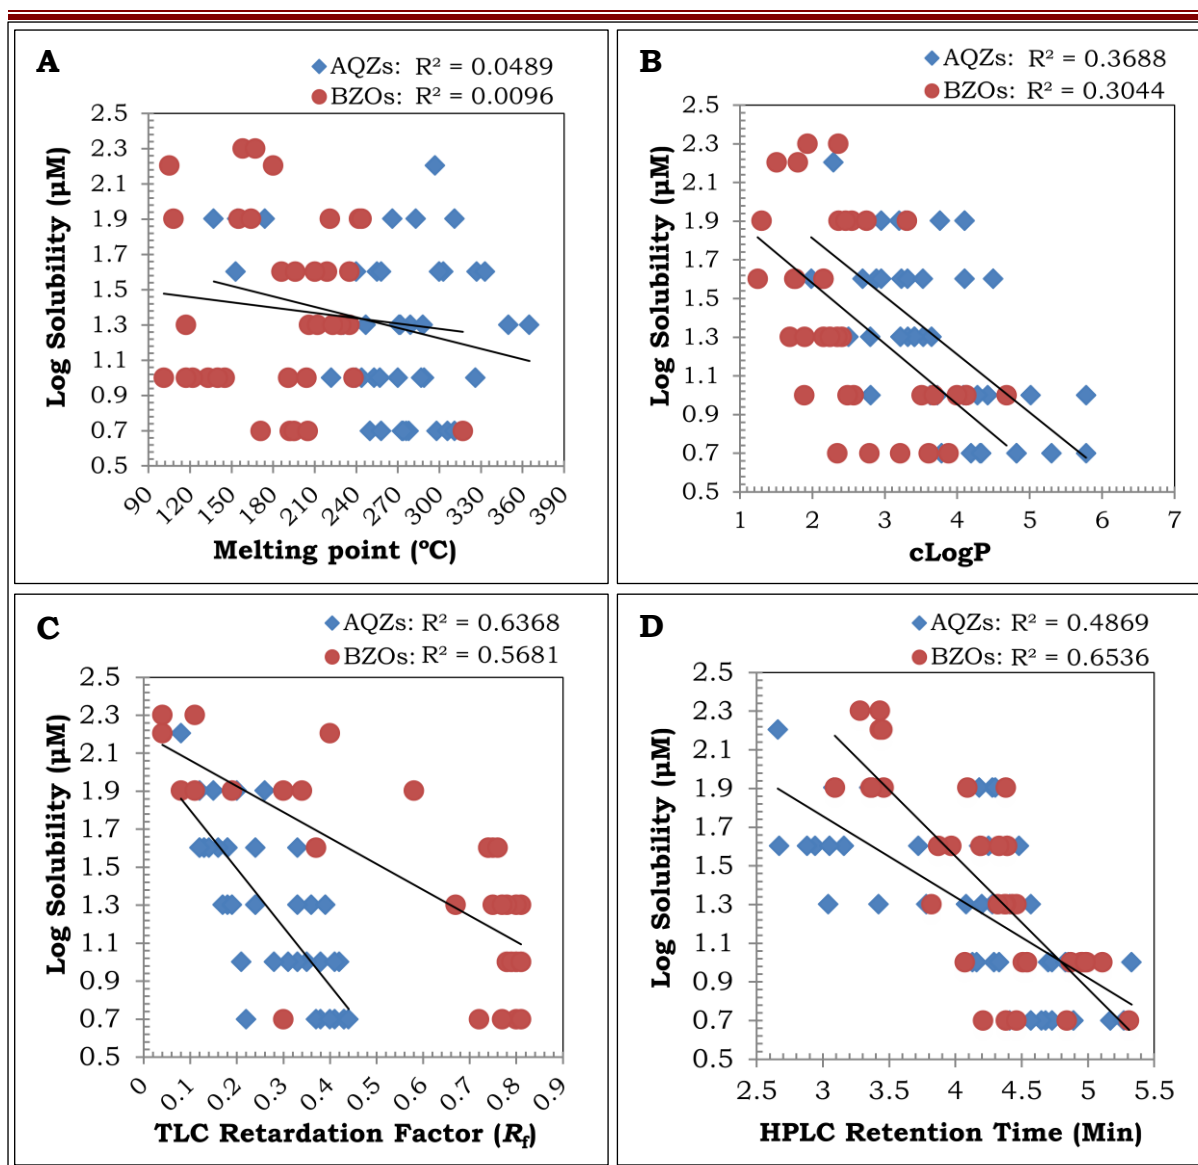 A
AQZs: R² = 0.0489
BZOs: R² = 0.0096
Log Solubility (µM)
2.5
2.3
2.1
1.9
1.7
1.5
1.3
1.1
0.9
0.7
0.5
90 120 150 180 210 240 270 300 330 360 390
Melting point (ºC)
B
AQZs: R² = 0.3688
BZOs: R² = 0.3044
Log Solubility (µM)
2.5
2.3
2.1
1.9
1.7
1.5
1.3
1.1
0.9
0.7
0.5
1 2 3 4 5 6 7
cLogP
C
AQZs: R² = 0.6368
BZOs: R² = 0.5681
Log Solubility (µM)
2.5
2.3
2.1
1.9
1.7
1.5
1.3
1.1
0.9
0.7
0.5
0 0.1 0.2 0.3 0.4 0.5 0.6 0.7 0.8 0.9
TLC Retardation Factor (Rf)
D
AQZs: R² = 0.4869
BZOs: R² = 0.6536
Log Solubility (µM)
2.5
2.3
2.1
1.9
1.7
1.5
1.3
1.1
0.9
0.7
0.5
2.5 3 3.5 4 4.5 5 5.5
HPLC Retention Time (Min)